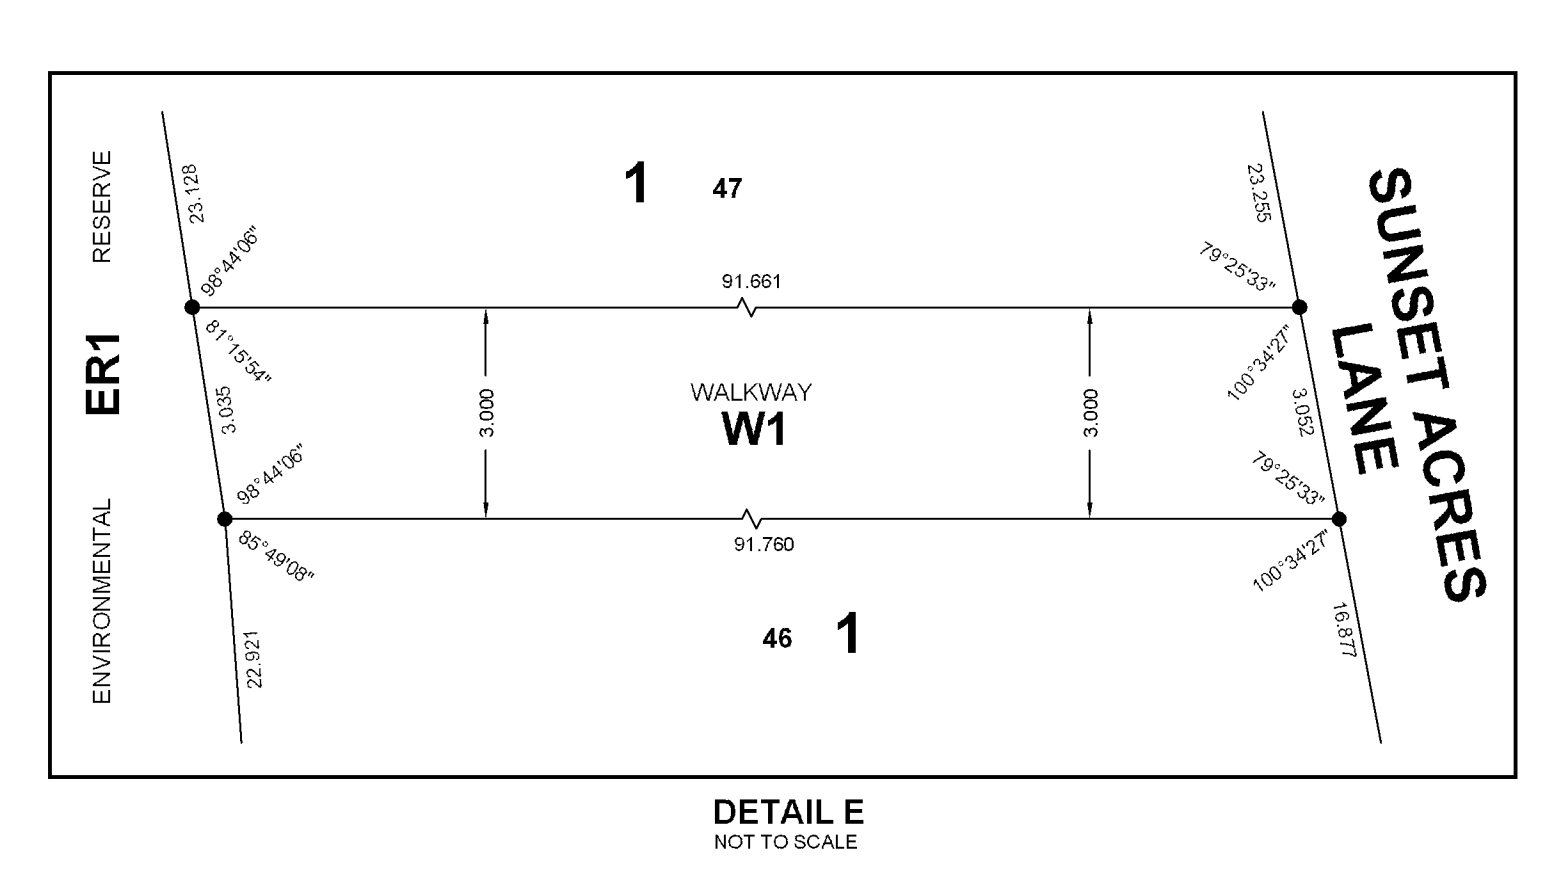 RESERVE
ER1
ENVIRONMENTAL
23.128
98°44'06"
81°15'54"
3.035
98°44'06"
85°49'08"
22.921
1 47
91.661
3.000
WALKWAY
W1
3.000
91.760
46 1
23.255
79°25'33"
100°34'27"
3.052
79°25'33"
100°34'27"
16.877
SUNSET ACRES
LANE
DETAIL E
NOT TO SCALE